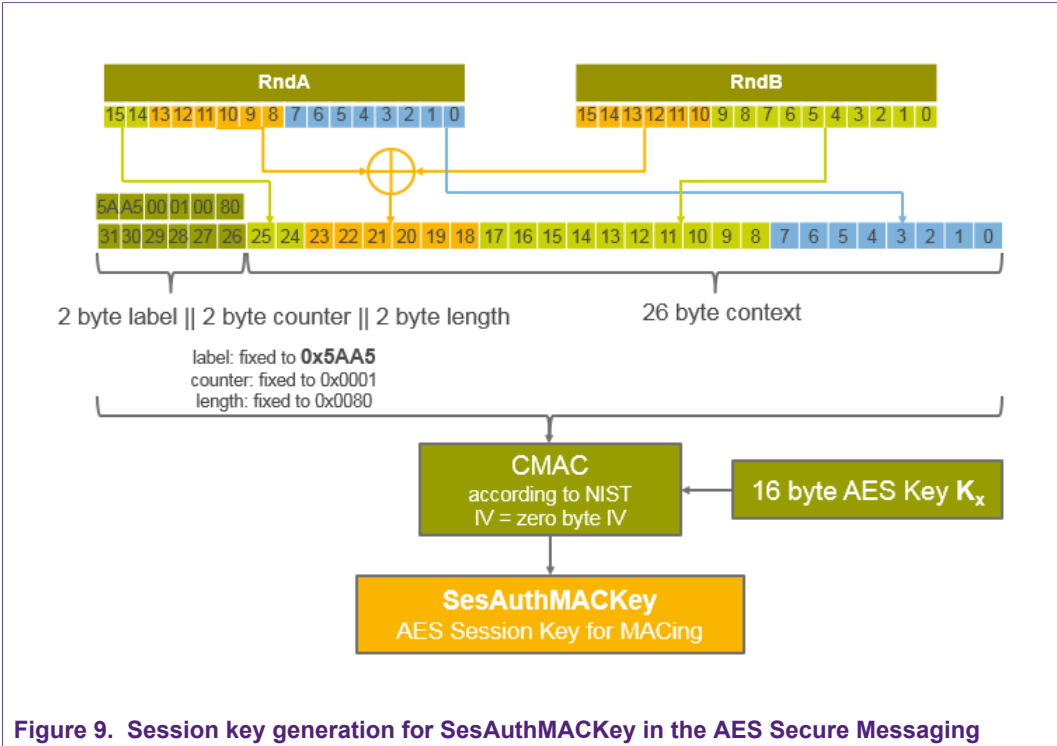 RndA RndB
15 14 13 12 11 10 9 8 7 6 5 4 3 2 1 0 15 14 13 12 11 10 9 8 7 6 5 4 3 2 1 0
5A A5 00 01 00 80
31 30 29 28 27 26 25 24 23 22 21 20 19 18 17 16 15 14 13 12 11 10 9 8 7 6 5 4 3 2 1 0
2 byte label || 2 byte counter || 2 byte length 26 byte context
label: fixed to 0x5AA5
counter: fixed to 0x0001
length: fixed to 0x0080
CMAC
according to NIST
IV = zero byte IV
16 byte AES Key Kx
SesAuthMACKey
AES Session Key for MACing
Figure 9. Session key generation for SesAuthMACKey in the AES Secure Messaging